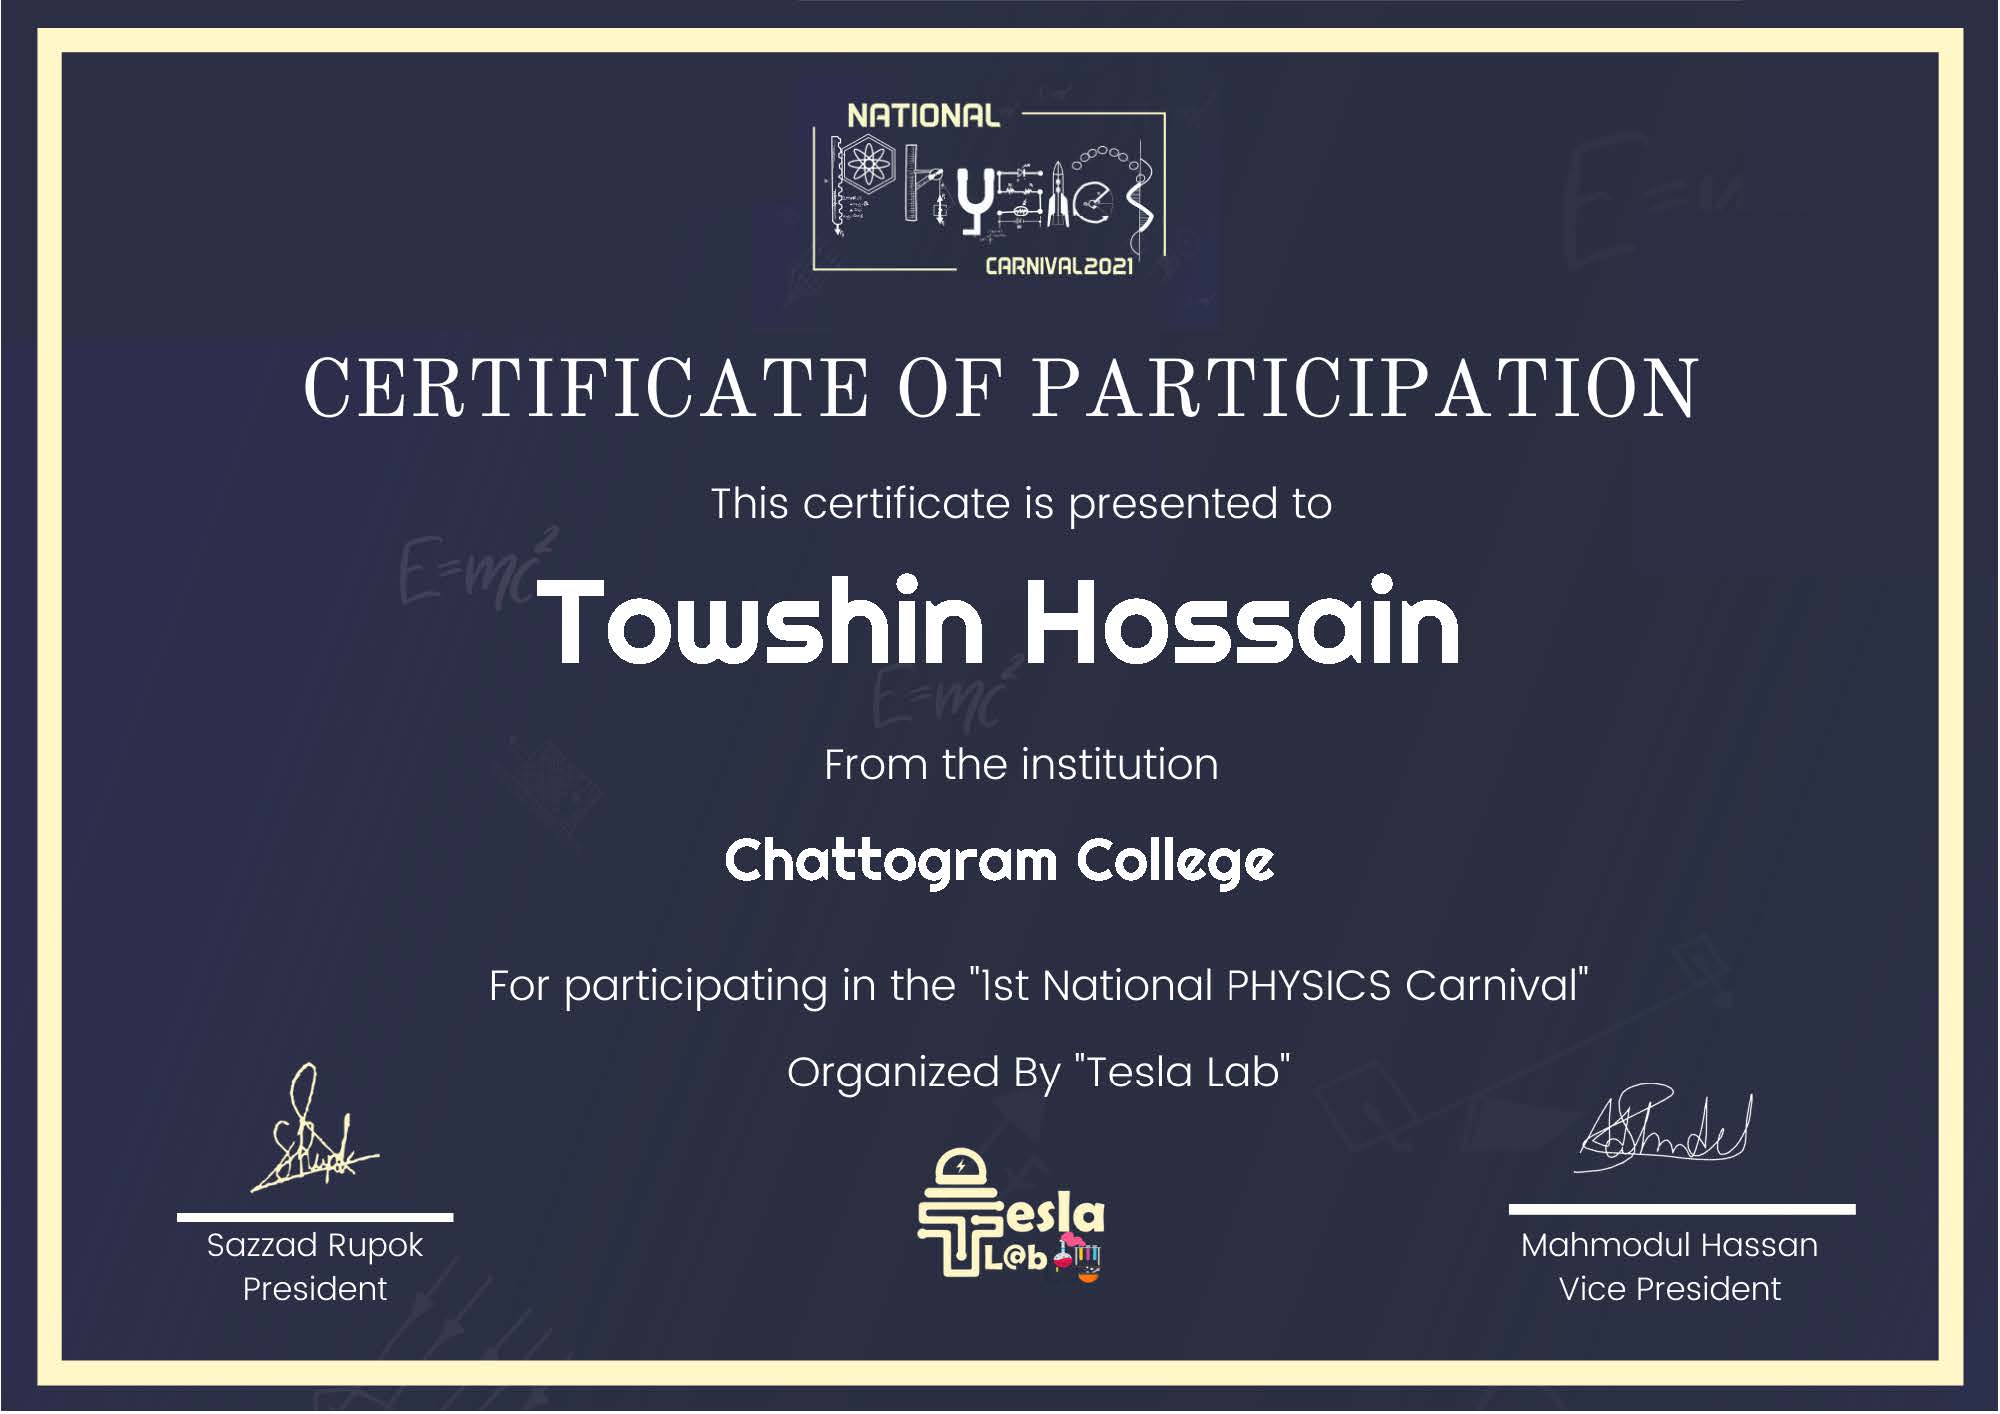 NATIONAL
Physics
CARNIVAL2021
CERTIFICATE OF PARTICIPATION
This certificate is presented to
E=mc²
Towshin Hossain
E=mc²
From the institution
Chattogram College
For participating in the "1st National PHYSICS Carnival"
Organized By "Tesla Lab"
Tesla
L@b
Sazzad Rupok
President
Mahmodul Hassan
Vice President